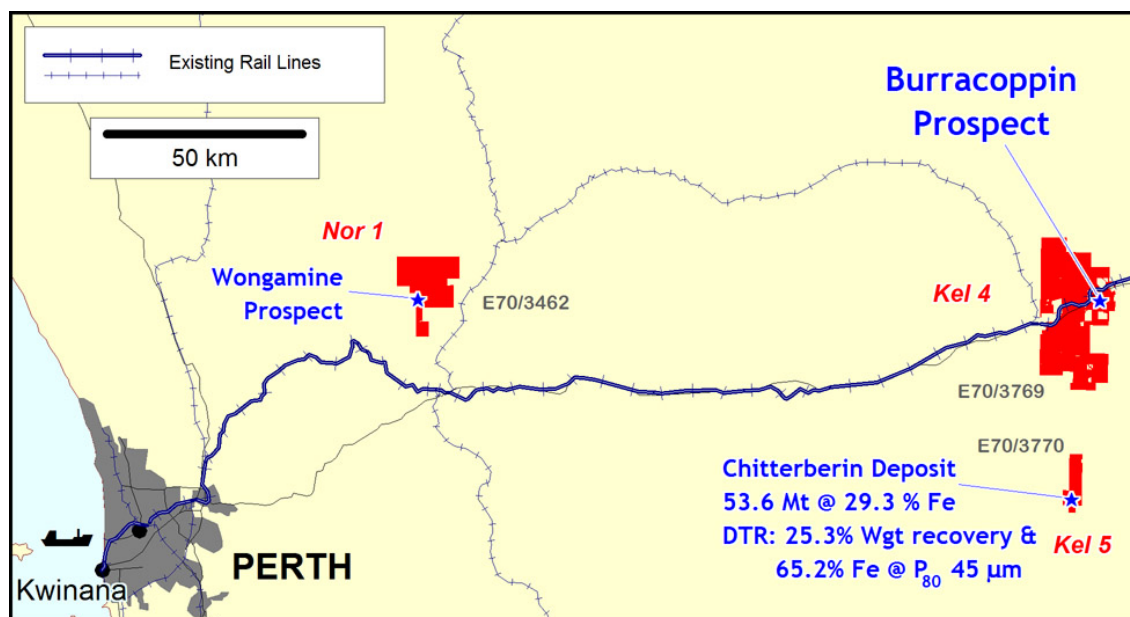 Existing Rail Lines
50 km
Burracoppin
Prospect
Nor 1
Wongamine
Prospect
E70/3462
Kel 4
E70/3769
E70/3770
Chitterberin Deposit
53.6 Mt @ 29.3 % Fe
DTR: 25.3% Wgt recovery &
65.2% Fe @ P80 45 µm
Kel 5
PERTH
Kwinana